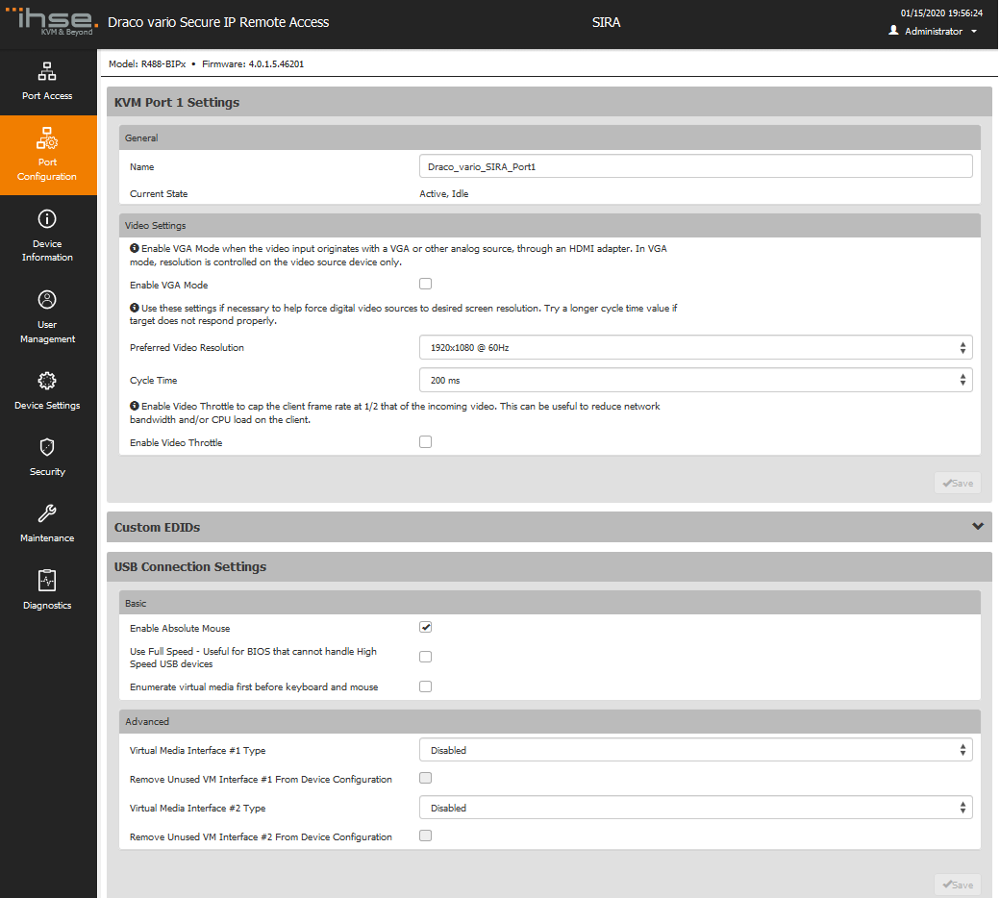 ihse.
KVM & Beyond
Draco vario Secure IP Remote Access
SIRA
01/15/2020 19:56:24
Administrator
Port Access
Port
Configuration
Device
Information
User
Management
Device Settings
Security
Maintenance
Diagnostics
Model: R488-BIPx • Firmware: 4.0.1.5.46201
KVM Port 1 Settings
General
Name
Draco_vario_SIRA_Port1
Current State
Active, Idle
Video Settings
Enable VGA Mode when the video input originates with a VGA or other analog source, through an HDMI adapter. In VGA
mode, resolution is controlled on the video source device only.
Enable VGA Mode
Use these settings if necessary to help force digital video sources to desired screen resolution. Try a longer cycle time value if
target does not respond properly.
Preferred Video Resolution
1920x1080 @ 60Hz
Cycle Time
200 ms
Enable Video Throttle to cap the client frame rate at 1/2 that of the incoming video. This can be useful to reduce network
bandwidth and/or CPU load on the client.
Enable Video Throttle
Save
Custom EDIDs
USB Connection Settings
Basic
Enable Absolute Mouse
Use Full Speed - Useful for BIOS that cannot handle High
Speed USB devices
Enumerate virtual media first before keyboard and mouse
Advanced
Virtual Media Interface #1 Type
Disabled
Remove Unused VM Interface #1 From Device Configuration
Virtual Media Interface #2 Type
Disabled
Remove Unused VM Interface #2 From Device Configuration
Save